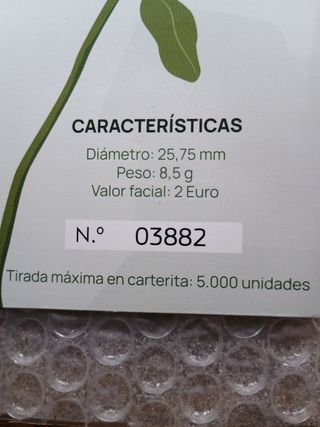 CARACTERÍSTICAS
Diámetro: 25,75 mm
Peso: 8,5 g
Valor facial: 2 Euro
N.º 03882
Tirada máxima en carterita: 5.000 unidades